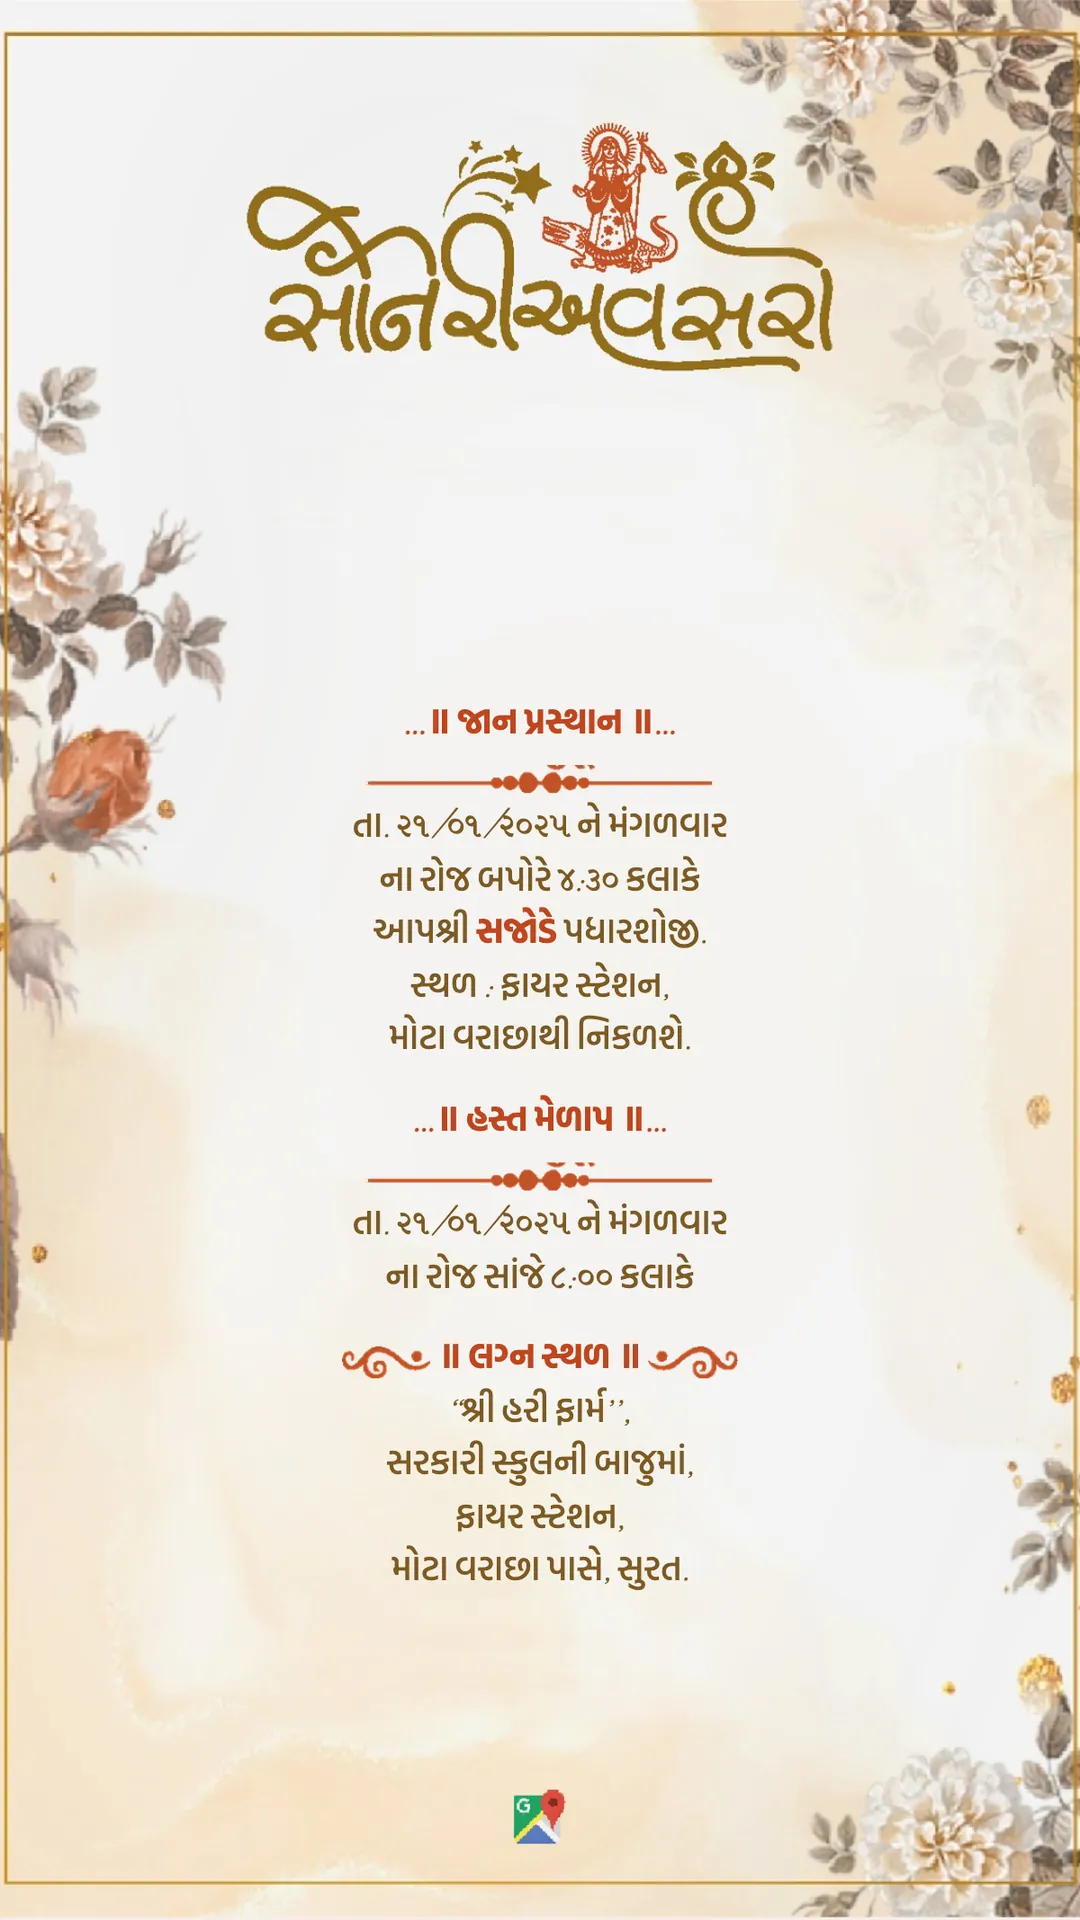 સોનેરી અવસરો
...॥ જાન પ્રસ્થાન ॥...
તા. ૨૧/૦૧/૨૦૨૫ ને મંગળવાર
ના રોજ બપોરે ૪:૩૦ કલાકે
આપશ્રી સજોડે પધારશોજી.
સ્થળ : ફાયર સ્ટેશન,
મોટા વરાછાથી નિકળશે.
...॥ હસ્ત મેળાપ ॥...
તા. ૨૧/૦૧/૨૦૨૫ ને મંગળવાર
ના રોજ સાંજે ૮:૦૦ કલાકે
॥ લગ્ન સ્થળ ॥
“શ્રી હરી ફાર્મ’’,
સરકારી સ્કુલની બાજુમાં,
ફાયર સ્ટેશન,
મોટા વરાછા પાસે, સુરત.
G